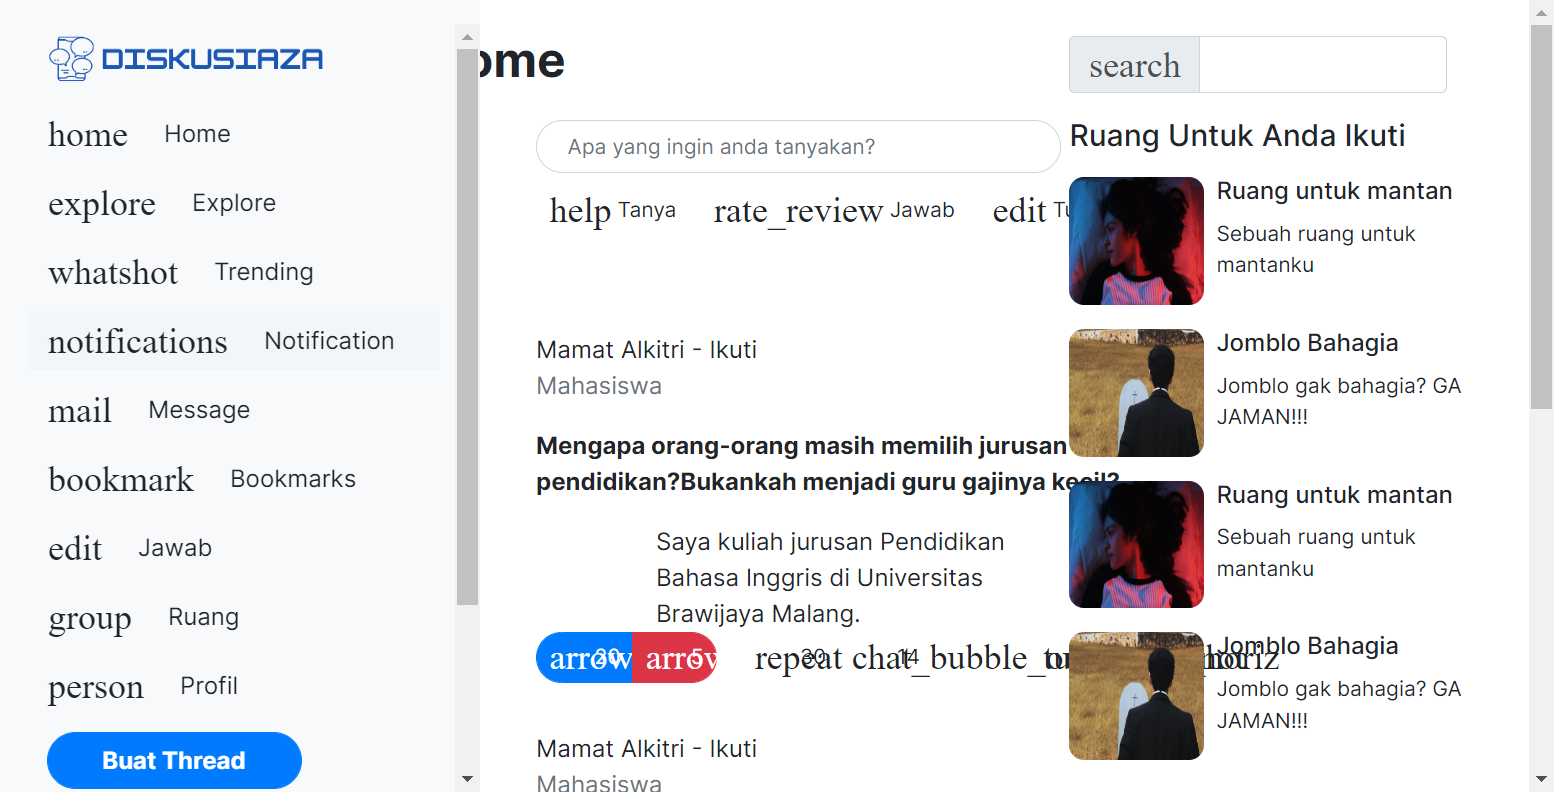 DISKUSIAZA
home Home
explore Explore
whatshot Trending
notifications Notification
mail Message
bookmark Bookmarks
edit Jawab
group Ruang
person Profil
Buat Thread
ome
Apa yang ingin anda tanyakan?
help Tanya rate_review Jawab edit
Mamat Alkitri - Ikuti
Mahasiswa
Mengapa orang-orang masih memilih jurusan
pendidikan?Bukankah menjadi guru gajinya kecil?
Saya kuliah jurusan Pendidikan
Bahasa Inggris di Universitas
Brawijaya Malang.
arrow 20 arrow 5 repeat 30 chat_bubble 14
Mamat Alkitri - Ikuti
Mahasiswa
search
Ruang Untuk Anda Ikuti
Ruang untuk mantan
Sebuah ruang untuk
mantanku
Jomblo Bahagia
Jomblo gak bahagia? GA
JAMAN!!!
Ruang untuk mantan
Sebuah ruang untuk
mantanku
Jomblo Bahagia
Jomblo gak bahagia? GA
JAMAN!!!